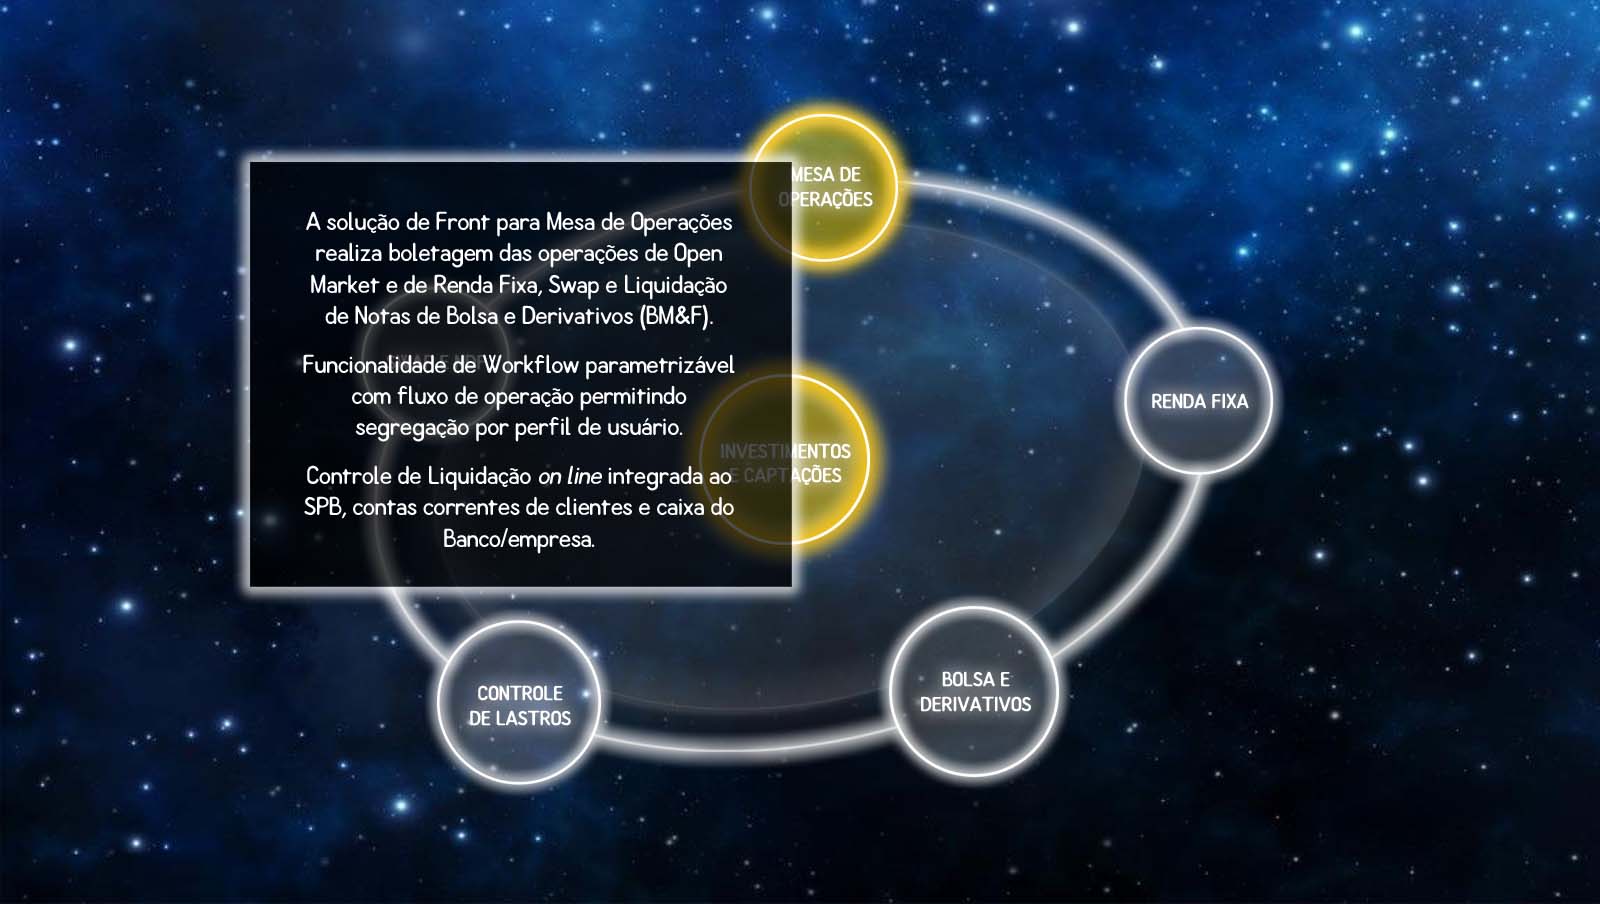 MESA DE
OPERAÇÕES
A solução de Front para Mesa de Operações
realiza boletagem das operações de Open
Market e de Renda Fixa, Swap e Liquidação
de Notas de Bolsa e Derivativos (BM&F).
Funcionalidade de Workflow parametrizável
com fluxo de operação permitindo
segregação por perfil de usuário.
Controle de Liquidação on line integrada ao
SPB, contas correntes de clientes e caixa do
Banco/empresa.
RENDA FIXA
INVESTIMENTOS
E CAPTAÇÕES
BOLSA E
DERIVATIVOS
CONTROLE
DE LASTROS